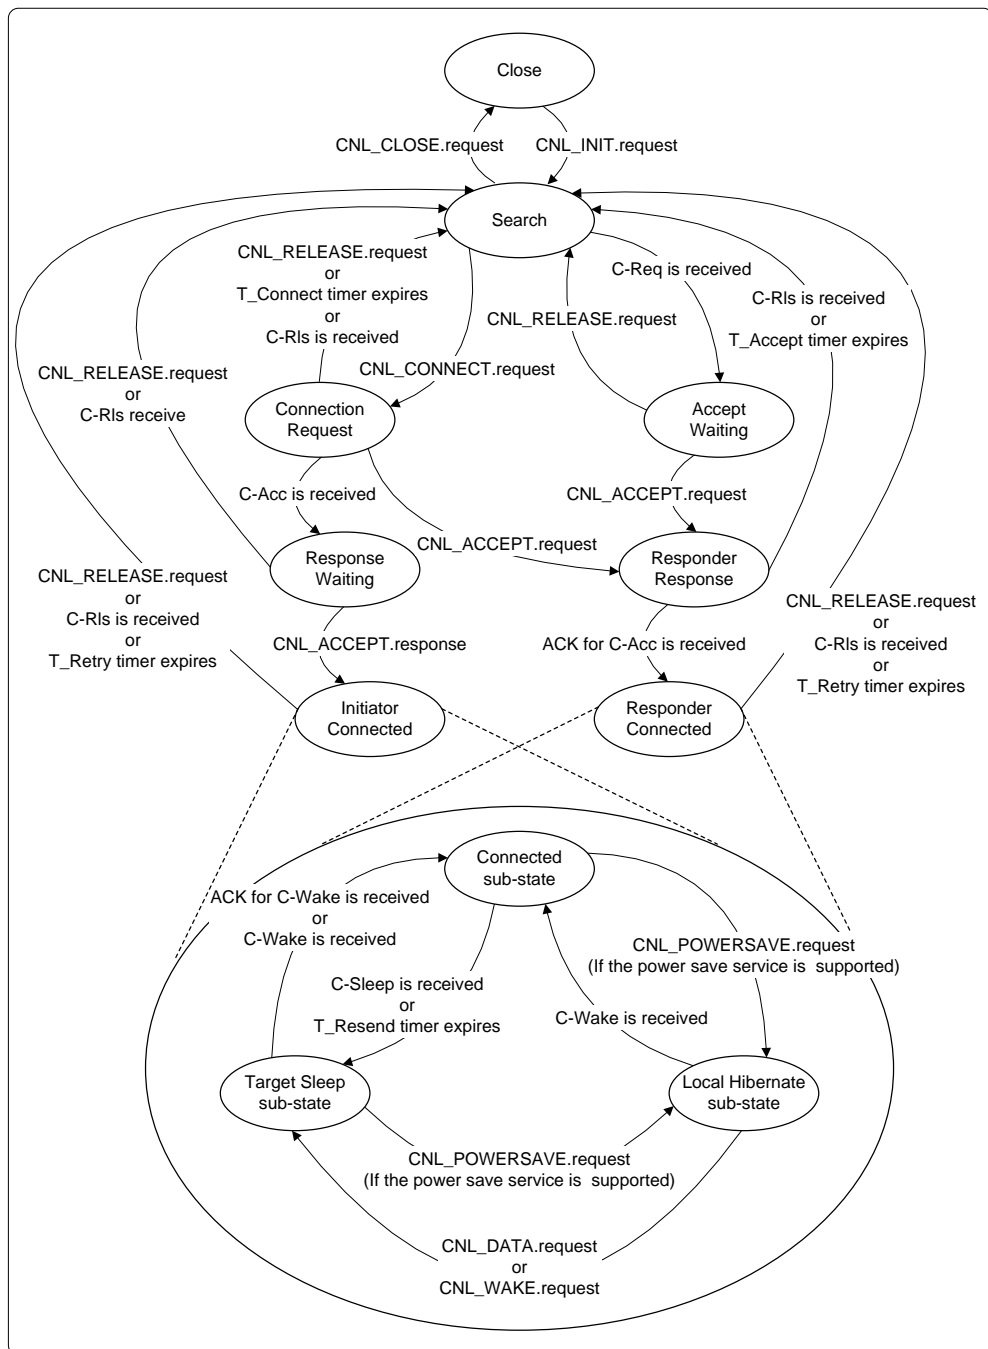 Close
CNL_CLOSE.request
CNL_INIT.request
Search
CNL_RELEASE.request
or
T_Connect timer expires
or
C-Rls is received
C-Req is received
C-Rls is received
or
T_Accept timer expires
CNL_RELEASE.request
CNL_CONNECT.request
CNL_RELEASE.request
or
C-Rls receive
Connection
Request
Accept
Waiting
C-Acc is received
CNL_ACCEPT.request
CNL_ACCEPT.request
Response
Waiting
Responder
Response
CNL_RELEASE.request
or
C-Rls is received
or
T_Retry timer expires
CNL_RELEASE.request
or
C-Rls is received
or
T_Retry timer expires
CNL_ACCEPT.response
ACK for C-Acc is received
Initiator
Connected
Responder
Connected
Connected
sub-state
ACK for C-Wake is received
or
C-Wake is received
CNL_POWERSAVE.request
(If the power save service is  supported)
C-Sleep is received
or
T_Resend timer expires
C-Wake is received
Target Sleep
sub-state
Local Hibernate
sub-state
CNL_POWERSAVE.request
(If the power save service is  supported)
CNL_DATA.request
or
CNL_WAKE.request